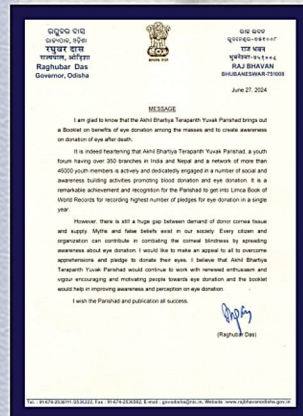 ରଘୁବର ଦାସ
ରାଜ୍ୟପାଳ, ଓଡ଼ିଶା
रघुबर दास
राज्यपाल, ओड़िशा
Raghubar Das
Governor, Odisha
ରାଜ ଭବନ
ଭୁବନେଶ୍ୱର-୭୫୧୦୦୮
राज भवन
भुवनेश्वर-७५१००८
RAJ BHAVAN
BHUBANESWAR-751008
June 27, 2024
MESSAGE
I am glad to know that the Akhil Bhartiya Terapanth Yuvak Parishad brings out
a Booklet on benefits of eye donation among the masses and to create awareness
on donation of eye after death.
It is indeed heartening that Akhil Bhartiya Terapanth Yuvak Parishad, a youth
forum having over 350 branches in India and Nepal and a network of more than
45000 youth members is actively and dedicatedly engaged in a number of social and
awareness building activities promoting blood donation and eye donation. It is a
remarkable achievement and recognition for the Parishad to get into Limca Book of
World Records for recording highest number of pledges for eye donation in a single
year.
However, there is still a huge gap between demand of donor cornea tissue
and supply. Myths and false beliefs exist in our society. Every citizen and
organization can contribute in combating the corneal blindness by spreading
awareness about eye donation. I would like to make an appeal to all to overcome
apprehensions and pledge to donate their eyes. I believe that Akhil Bhartiya
Terapanth Yuvak Parishad would continue to work with renewed enthusiasm and
vigour encouraging and motivating people towards eye donation and the booklet
would help in improving awareness and perception on eye donation.
I wish the Parishad and publication all success.
(Raghubar Das)